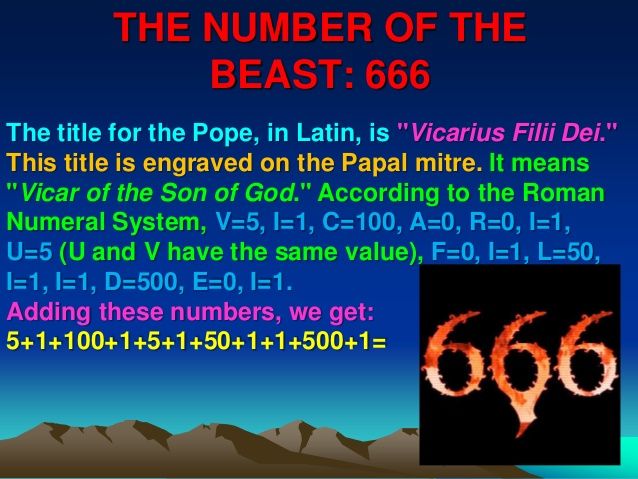 THE NUMBER OF THE
BEAST: 666
The title for the Pope, in Latin, is "Vicarius Filii Dei."
This title is engraved on the Papal mitre. It means
"Vicar of the Son of God." According to the Roman
Numeral System, V=5, I=1, C=100, A=0, R=0, I=1,
U=5 (U and V have the same value), F=0, I=1, L=50,
I=1, I=1, D=500, E=0, I=1.
Adding these numbers, we get:
5+1+100+1+5+1+50+1+1+500+1=
666